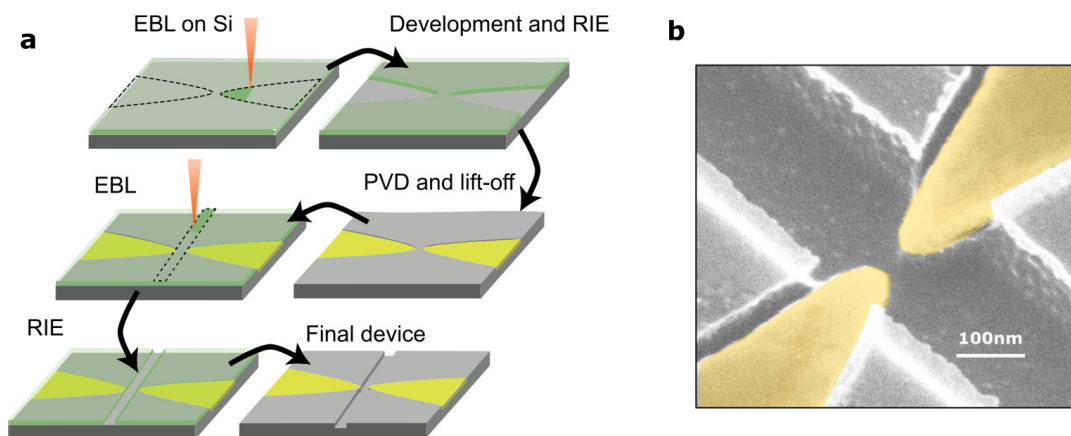 a
EBL on Si
Development and RIE
EBL
PVD and lift-off
RIE
Final device
b
100nm